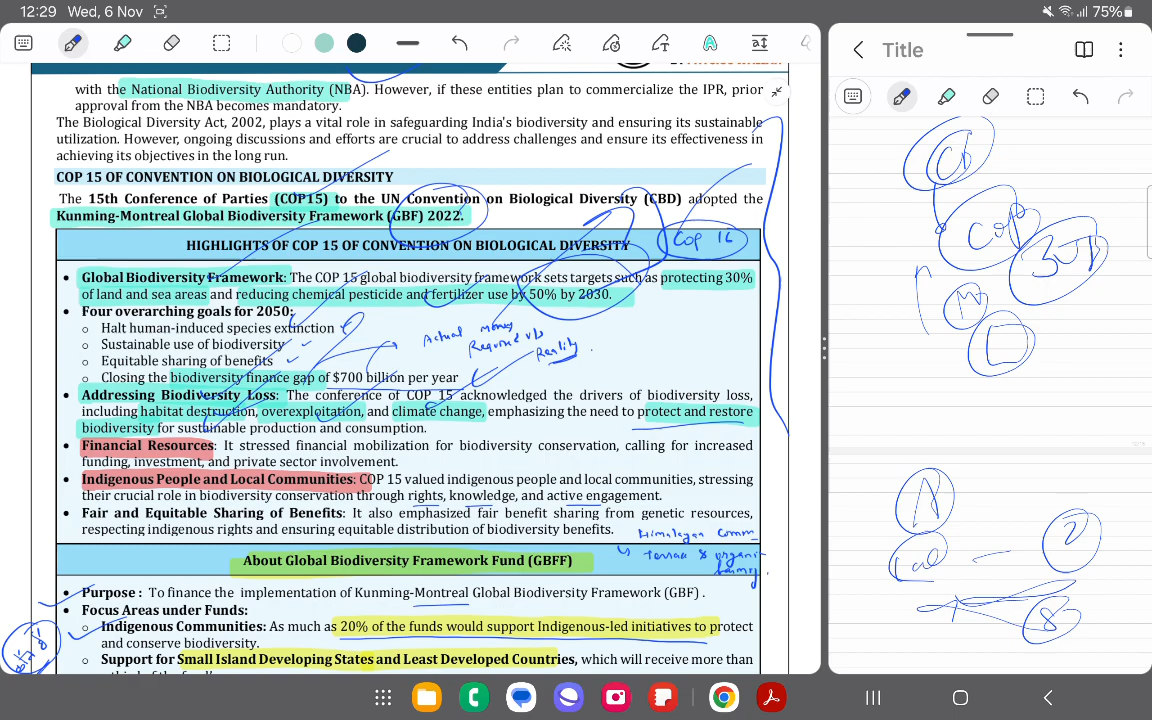 12:29 Wed, 6 Nov
75%
Title
with the National Biodiversity Authority (NBA). However, if these entities plan to commercialize the IPR, prior
approval from the NBA becomes mandatory.
The Biological Diversity Act, 2002, plays a vital role in safeguarding India's biodiversity and ensuring its sustainable
utilization. However, ongoing discussions and efforts are crucial to address challenges and ensure its effectiveness in
achieving its objectives in the long run.
COP 15 OF CONVENTION ON BIOLOGICAL DIVERSITY
The 15th Conference of Parties (COP15) to the UN Convention on Biological Diversity (CBD) adopted the
Kunming-Montreal Global Biodiversity Framework (GBF) 2022.
HIGHLIGHTS OF COP 15 OF CONVENTION ON BIOLOGICAL DIVERSITY
COP 16
• Global Biodiversity Framework: The COP 15 global biodiversity framework sets targets such as protecting 30%
of land and sea areas and reducing chemical pesticide and fertilizer use by 50% by 2030.
• Four overarching goals for 2050:
o Halt human-induced species extinction
o Sustainable use of biodiversity
o Equitable sharing of benefits
o Closing the biodiversity finance gap of $700 billion per year
Actual money
Required v/s
Reality.
• Addressing Biodiversity Loss: The conference of COP 15 acknowledged the drivers of biodiversity loss,
including habitat destruction, overexploitation, and climate change, emphasizing the need to protect and restore
biodiversity for sustainable production and consumption.
• Financial Resources: It stressed financial mobilization for biodiversity conservation, calling for increased
funding, investment, and private sector involvement.
• Indigenous People and Local Communities: COP 15 valued indigenous people and local communities, stressing
their crucial role in biodiversity conservation through rights, knowledge, and active engagement.
• Fair and Equitable Sharing of Benefits: It also emphasized fair benefit sharing from genetic resources,
respecting indigenous rights and ensuring equitable distribution of biodiversity benefits.
Himalayan Comm
terrace & organic
farming.
About Global Biodiversity Framework Fund (GBFF)
• Purpose : To finance the implementation of Kunming-Montreal Global Biodiversity Framework (GBF) .
• Focus Areas under Funds:
o Indigenous Communities: As much as 20% of the funds would support Indigenous-led initiatives to protect
and conserve biodiversity.
o Support for Small Island Developing States and Least Developed Countries, which will receive more than
COP
A
2
8